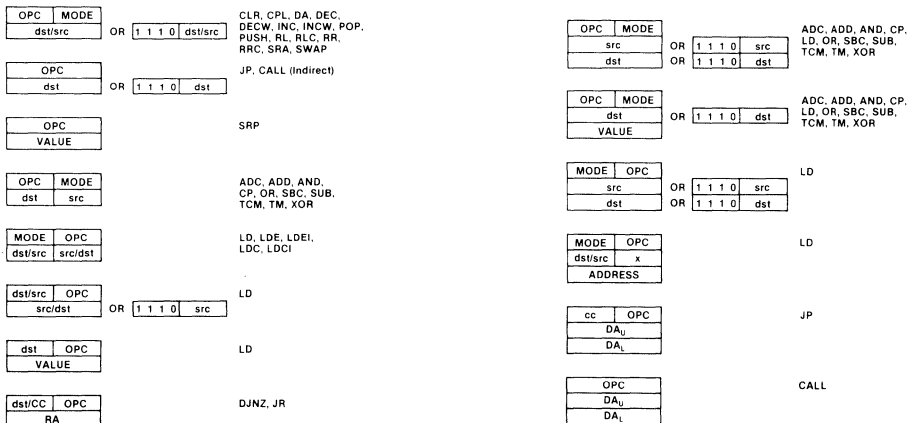 OPC MODE
dst/src OR 1 1 1 0 dst/src
CLR, CPL, DA, DEC,
DECW, INC, INCW, POP,
PUSH, RL, RLC, RR,
RRC, SRA, SWAP
OPC
dst OR 1 1 1 0 dst
JP, CALL (Indirect)
OPC
VALUE
SRP
OPC MODE
dst src
ADC, ADD, AND,
CP, OR, SBC, SUB,
TCM, TM, XOR
MODE OPC
dst/src src/dst
LD, LDE, LDEI,
LDC, LDCI
dst/src OPC
src/dst OR 1 1 1 0 src
LD
dst OPC
VALUE
LD
dst/CC OPC
RA
DJNZ, JR
OPC MODE
src OR 1 1 1 0 src
dst OR 1 1 1 0 dst
ADC, ADD, AND, CP,
LD, OR, SBC, SUB,
TCM, TM, XOR
OPC MODE
dst OR 1 1 1 0 dst
VALUE
ADC, ADD, AND, CP,
LD, OR, SBC, SUB,
TCM, TM, XOR
MODE OPC
src OR 1 1 1 0 src
dst OR 1 1 1 0 dst
LD
MODE OPC
dst/src x
ADDRESS
LD
cc OPC
DAU
DAL
JP
OPC
DAU
DAL
CALL